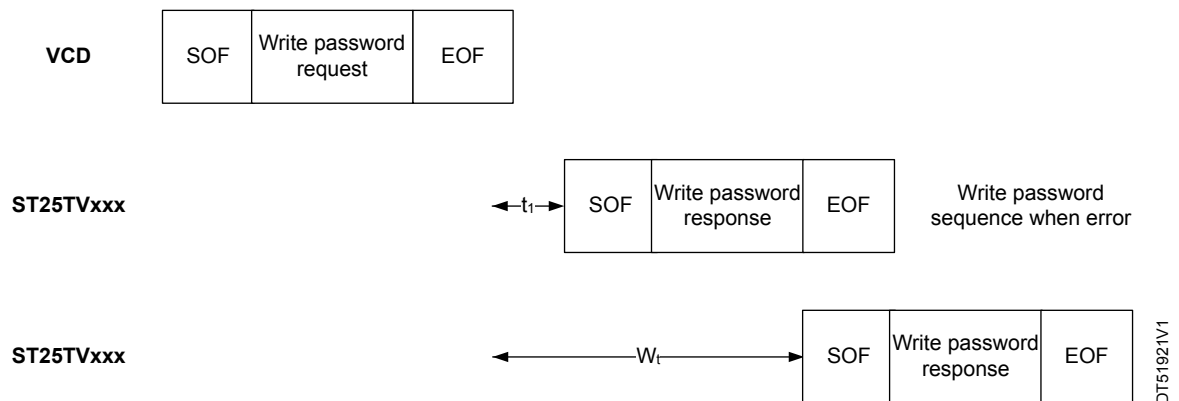 VCD
SOF
Write password
request
EOF
ST25TVxxx
t1
SOF
Write password
response
EOF
Write password
sequence when error
ST25TVxxx
Wt
SOF
Write password
response
EOF
DT51921V1